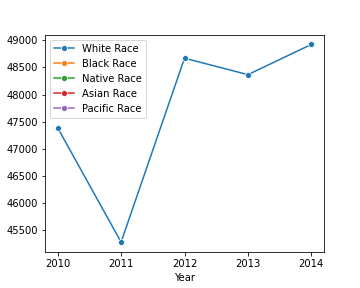 49000
48500
48000
47500
47000
46500
46000
45500
White Race
Black Race
Native Race
Asian Race
Pacific Race
2010 2011 2012 2013 2014
Year